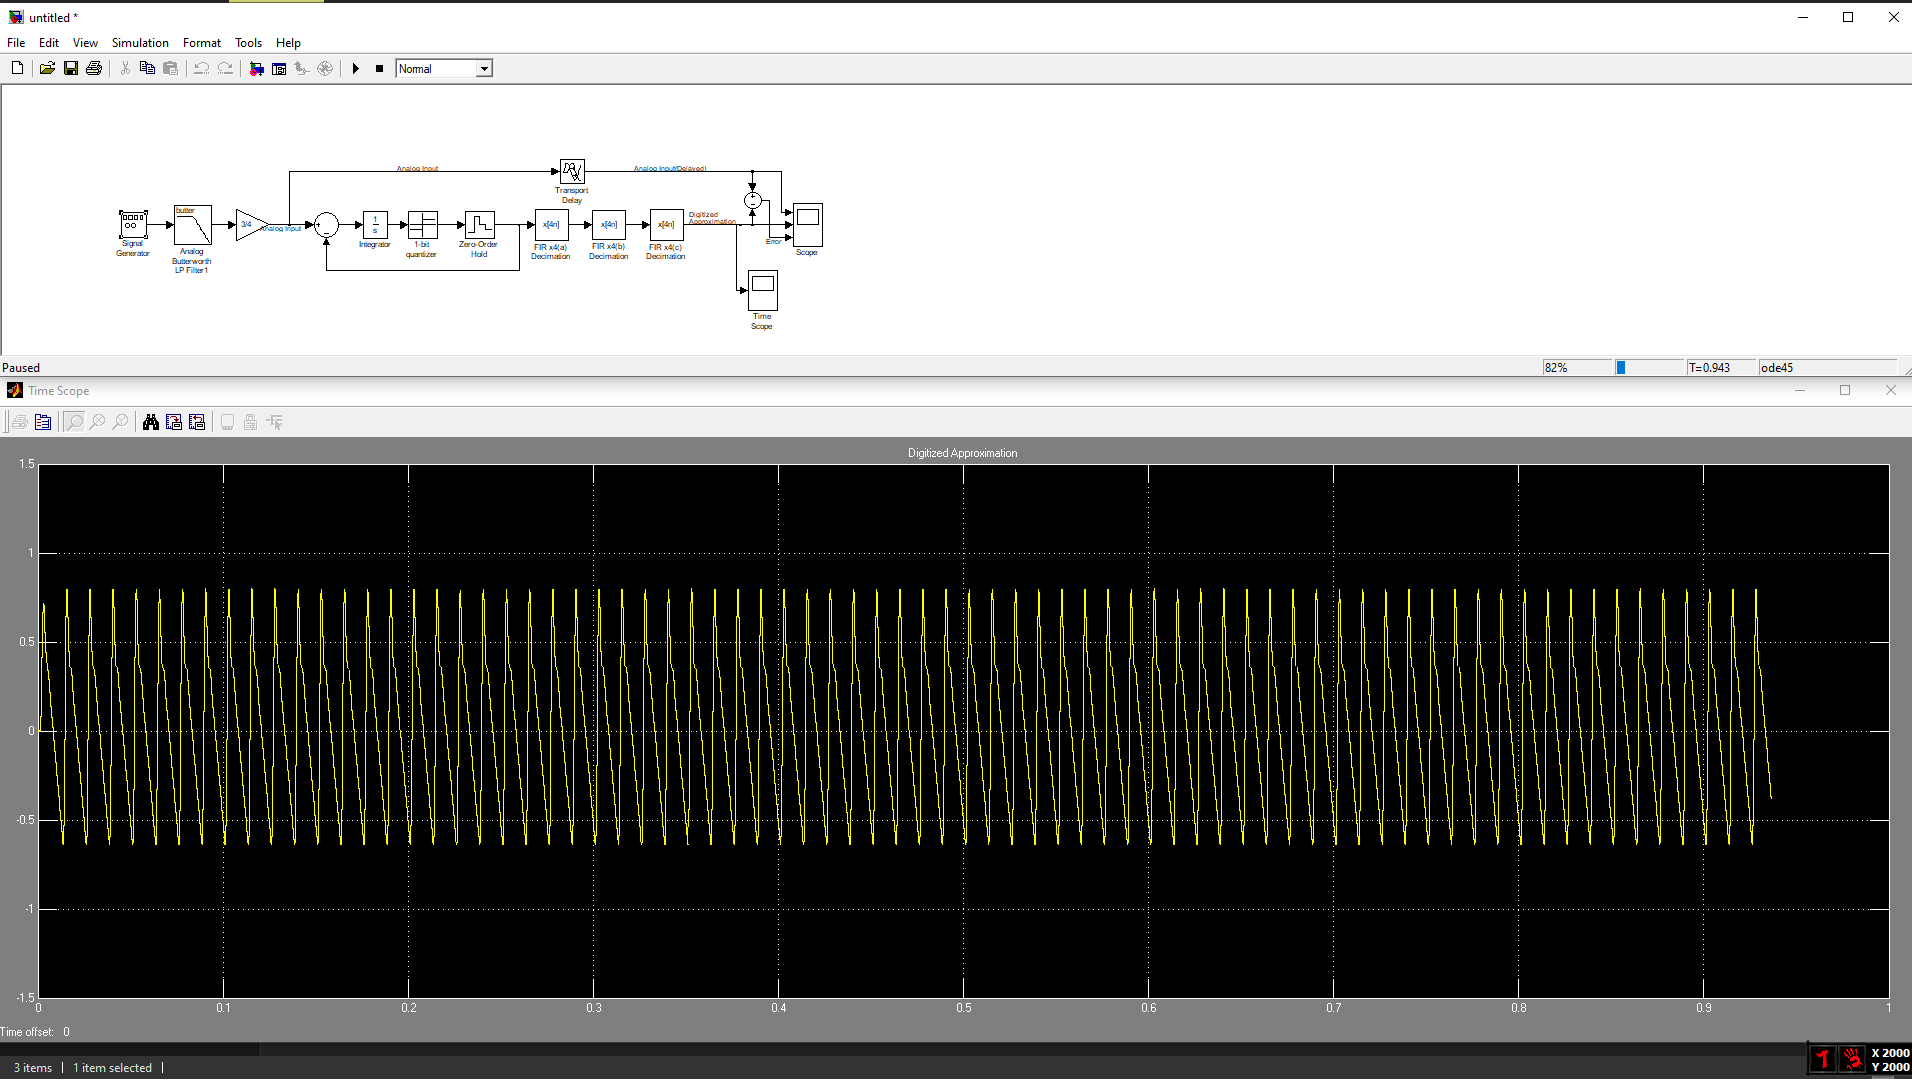 untitled *
File Edit View Simulation Format Tools Help
Normal
Analog Input
Analog Input(Delayed)
Transport
Delay
butter
3/4
Analog Input
1
s
x[4n]
x[4n]
x[4n]
Digitized
Approximation
Error
Signal
Generator
Analog
Butterworth
LP Filter1
Integrator
1-bit
quantizer
Zero-Order
Hold
FIR x4(a)
Decimation
FIR x4(b)
Decimation
FIR x4(c)
Decimation
Scope
Time
Scope
Paused 82% T=0.943 ode45
Time Scope
Digitized Approximation
1.5
1
0.5
0
-0.5
-1
-1.5
0 0.1 0.2 0.3 0.4 0.5 0.6 0.7 0.8 0.9 1
Time offset: 0
3 items 1 item selected
X 2000
Y 2000